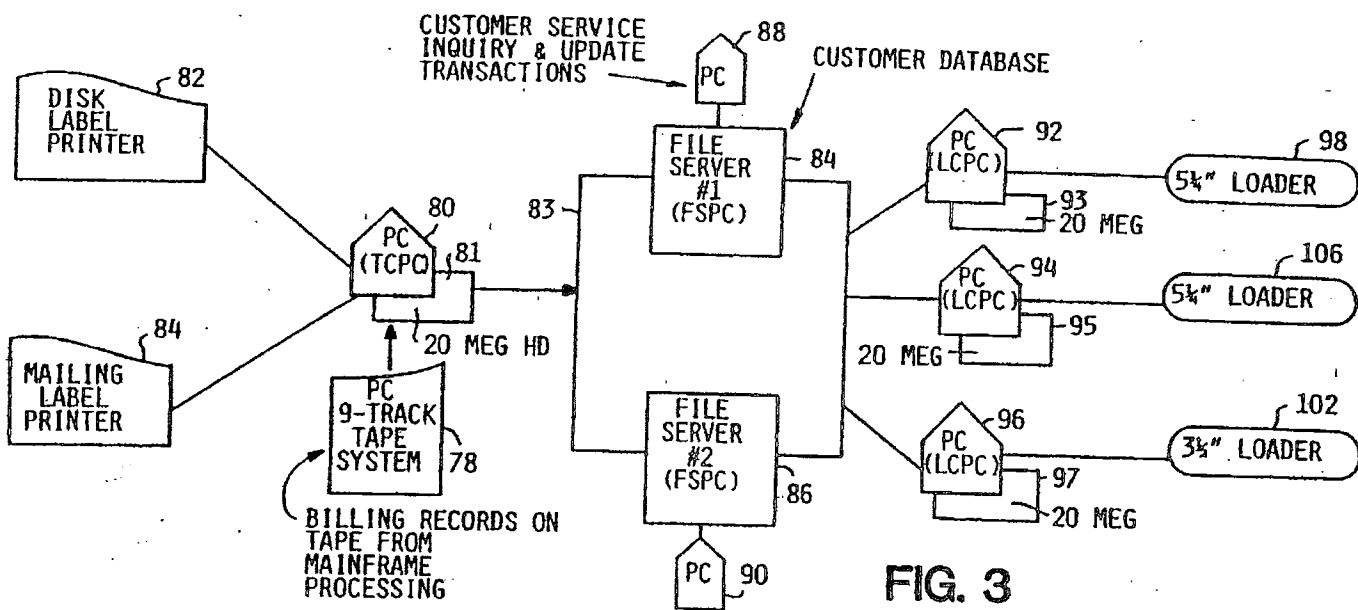 CUSTOMER SERVICE
INQUIRY & UPDATE
TRANSACTIONS
88
PC
CUSTOMER DATABASE
82
DISK
LABEL
PRINTER
84
MAILING
LABEL
PRINTER
80
PC
(TCPC)
81
20 MEG HD
PC
9-TRACK
TAPE
SYSTEM
78
BILLING RECORDS ON
TAPE FROM
MAINFRAME
PROCESSING
83
FILE
SERVER
#1
(FSPC)
84
FILE
SERVER
#2
(FSPC)
86
PC
90
PC
(LCPC)
92
93
20 MEG
98
5¼" LOADER
PC
(LCPC)
94
95
20 MEG
106
5¼" LOADER
PC
(LCPC)
96
97
20 MEG
102
3½" LOADER
FIG. 3